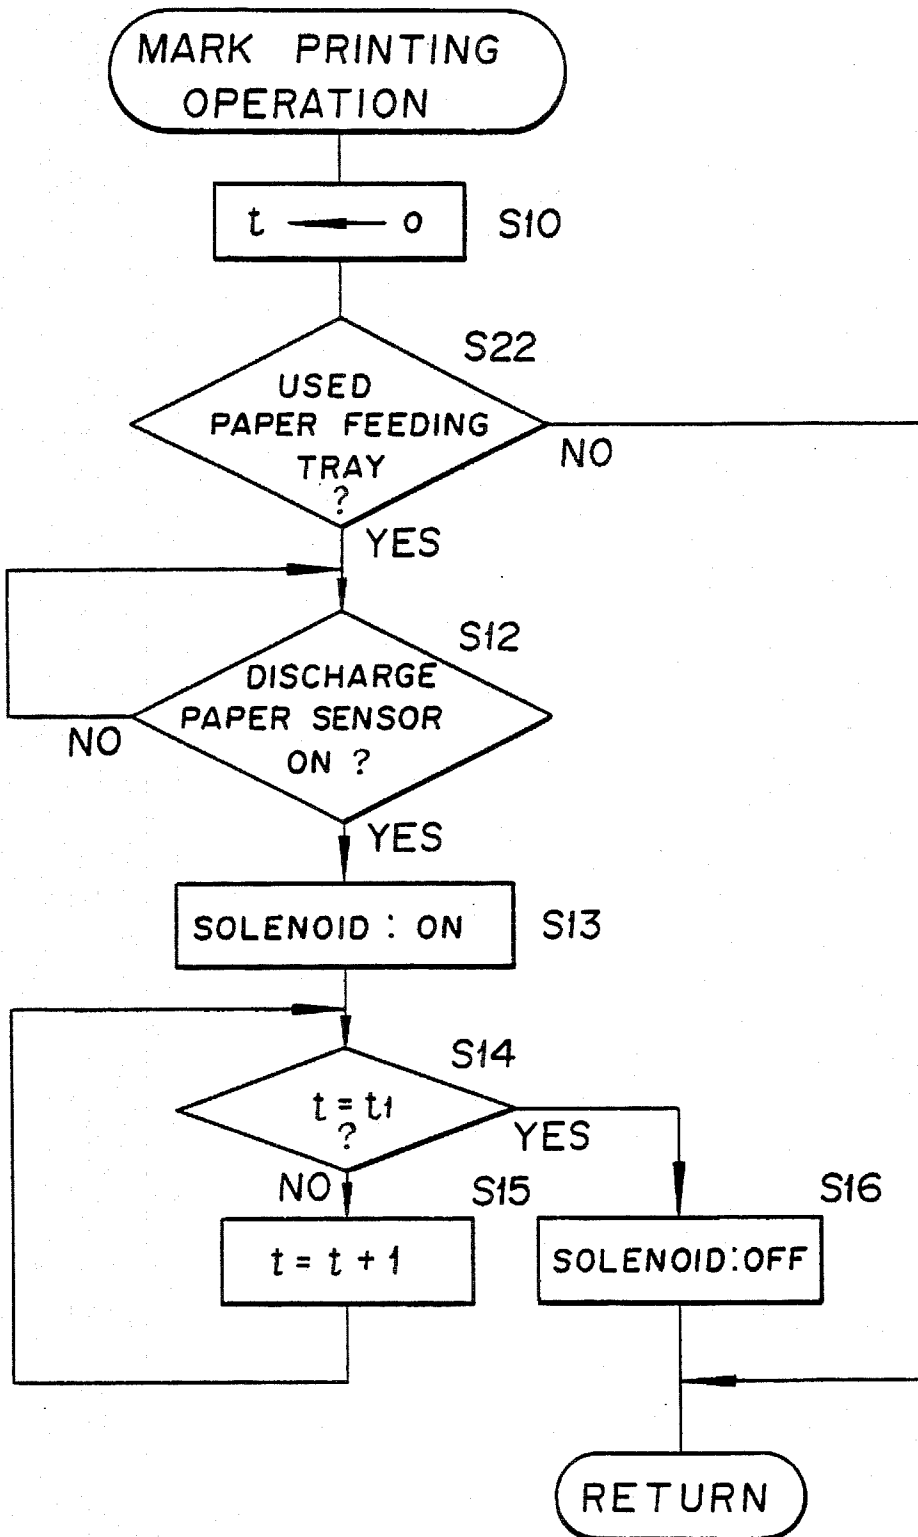 MARK PRINTING
OPERATION
t ← 0
S10
S22
USED
PAPER FEEDING
TRAY
?
NO
YES
S12
DISCHARGE
PAPER SENSOR
ON ?
NO
YES
SOLENOID : ON
S13
S14
t = t1
?
YES
NO
S15
S16
t = t + 1
SOLENOID:OFF
RETURN